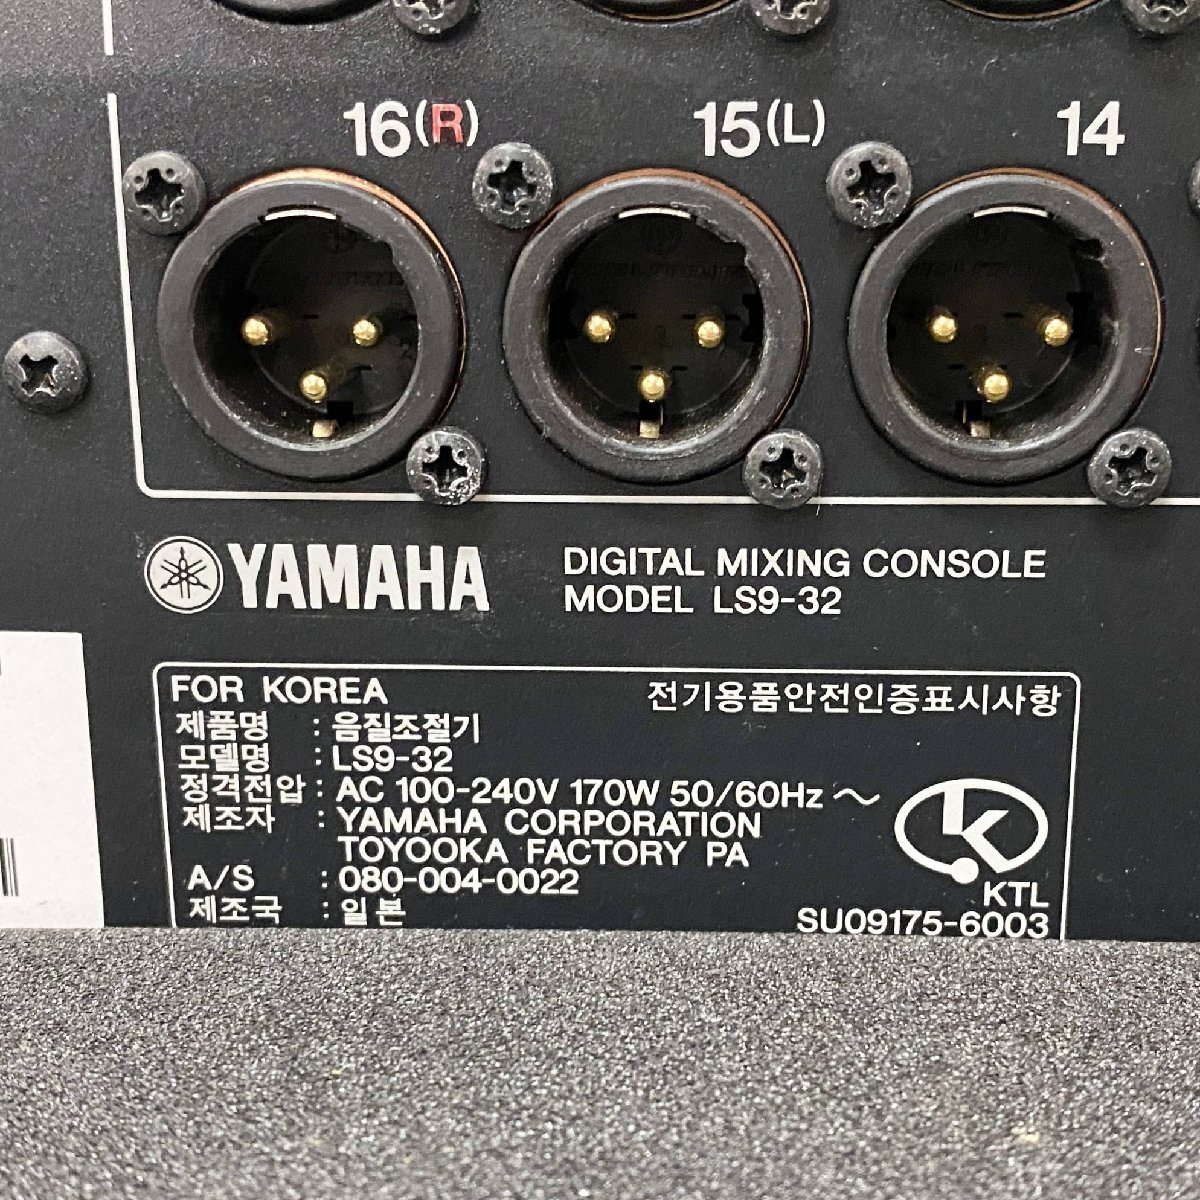 16(R) 15(L) 14
YAMAHA
DIGITAL MIXING CONSOLE
MODEL LS9-32
FOR KOREA
전기용품안전인증표시사항
제품명 : 음질조절기
모델명 : LS9-32
정격전압 : AC 100-240V 170W 50/60Hz ～
제조자 : YAMAHA CORPORATION
TOYOOKA FACTORY PA
A/S : 080-004-0022
제조국 : 일본
KTL
SU09175-6003